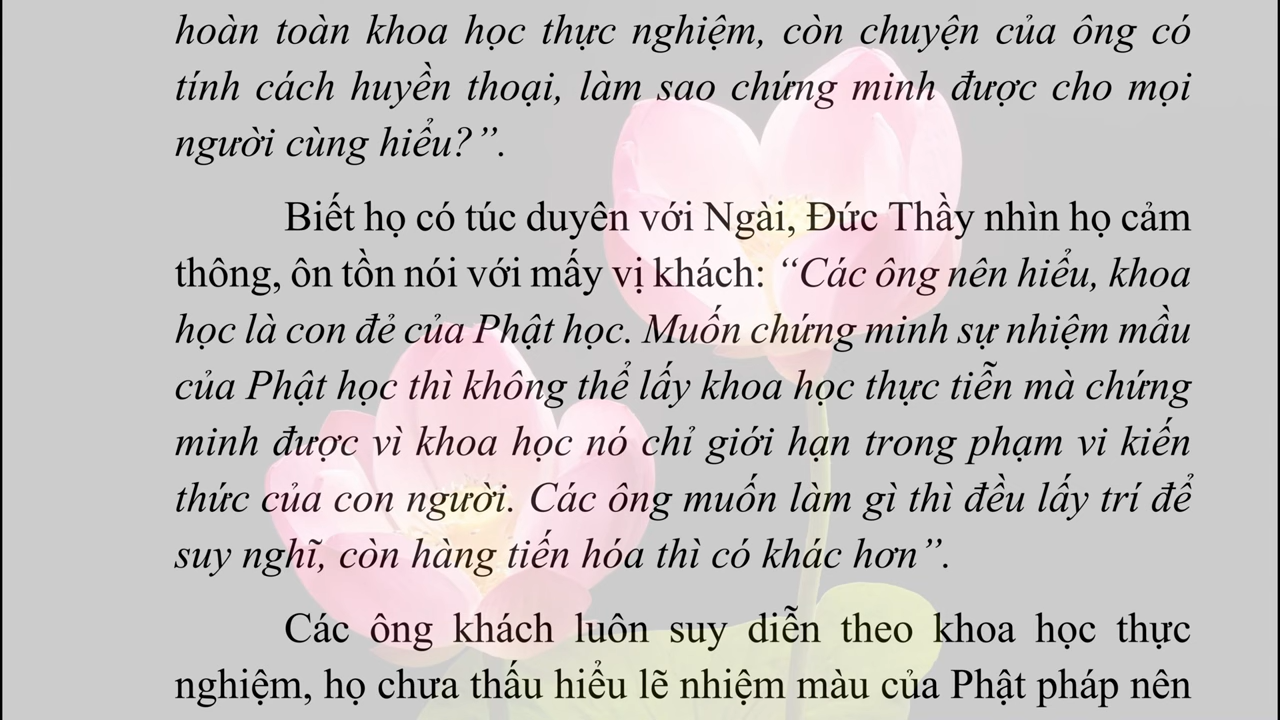 hoàn toàn khoa học thực nghiệm, còn chuyện của ông có
tính cách huyền thoại, làm sao chứng minh được cho mọi
người cùng hiểu?”.
Biết họ có túc duyên với Ngài, Đức Thầy nhìn họ cảm
thông, ôn tồn nói với mấy vị khách: “Các ông nên hiểu, khoa
học là con đẻ của Phật học. Muốn chứng minh sự nhiệm mầu
của Phật học thì không thể lấy khoa học thực tiễn mà chứng
minh được vì khoa học nó chỉ giới hạn trong phạm vi kiến
thức của con người. Các ông muốn làm gì thì đều lấy trí để
suy nghĩ, còn hàng tiến hóa thì có khác hơn”.
Các ông khách luôn suy diễn theo khoa học thực
nghiệm, họ chưa thấu hiểu lẽ nhiệm màu của Phật pháp nên